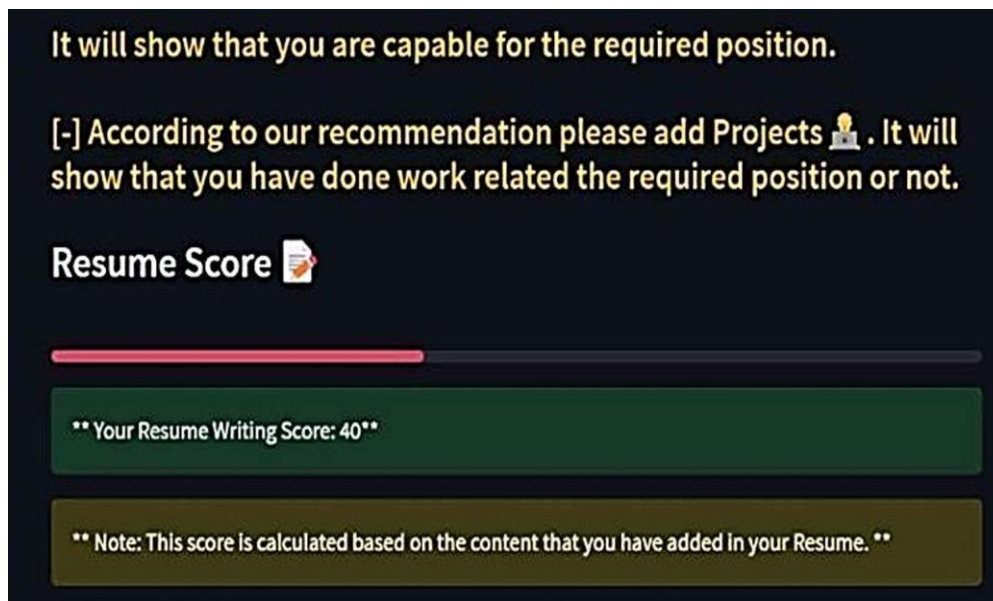 It will show that you are capable for the required position.
[-] According to our recommendation please add Projects 👨‍💻 . It will
show that you have done work related the required position or not.
Resume Score 📝
** Your Resume Writing Score: 40**
** Note: This score is calculated based on the content that you have added in your Resume. **